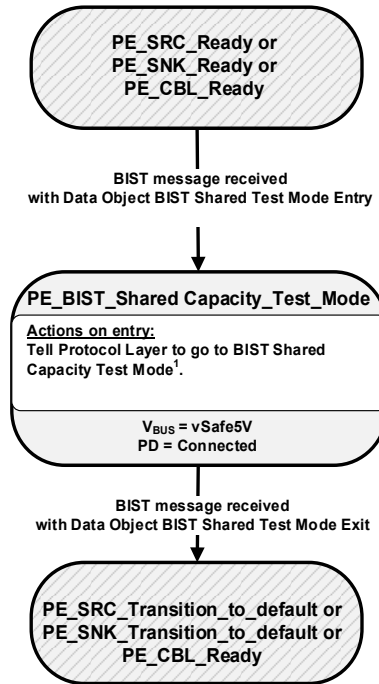 PE_SRC_Ready or
PE_SNK_Ready or
PE_CBL_Ready
BIST message received
with Data Object BIST Shared Test Mode Entry
PE_BIST_Shared Capacity_Test_Mode
Actions on entry:
Tell Protocol Layer to go to BIST Shared
Capacity Test Mode¹.
VBUS = vSafe5V
PD = Connected
BIST message received
with Data Object BIST Shared Test Mode Exit
PE_SRC_Transition_to_default or
PE_SNK_Transition_to_default or
PE_CBL_Ready